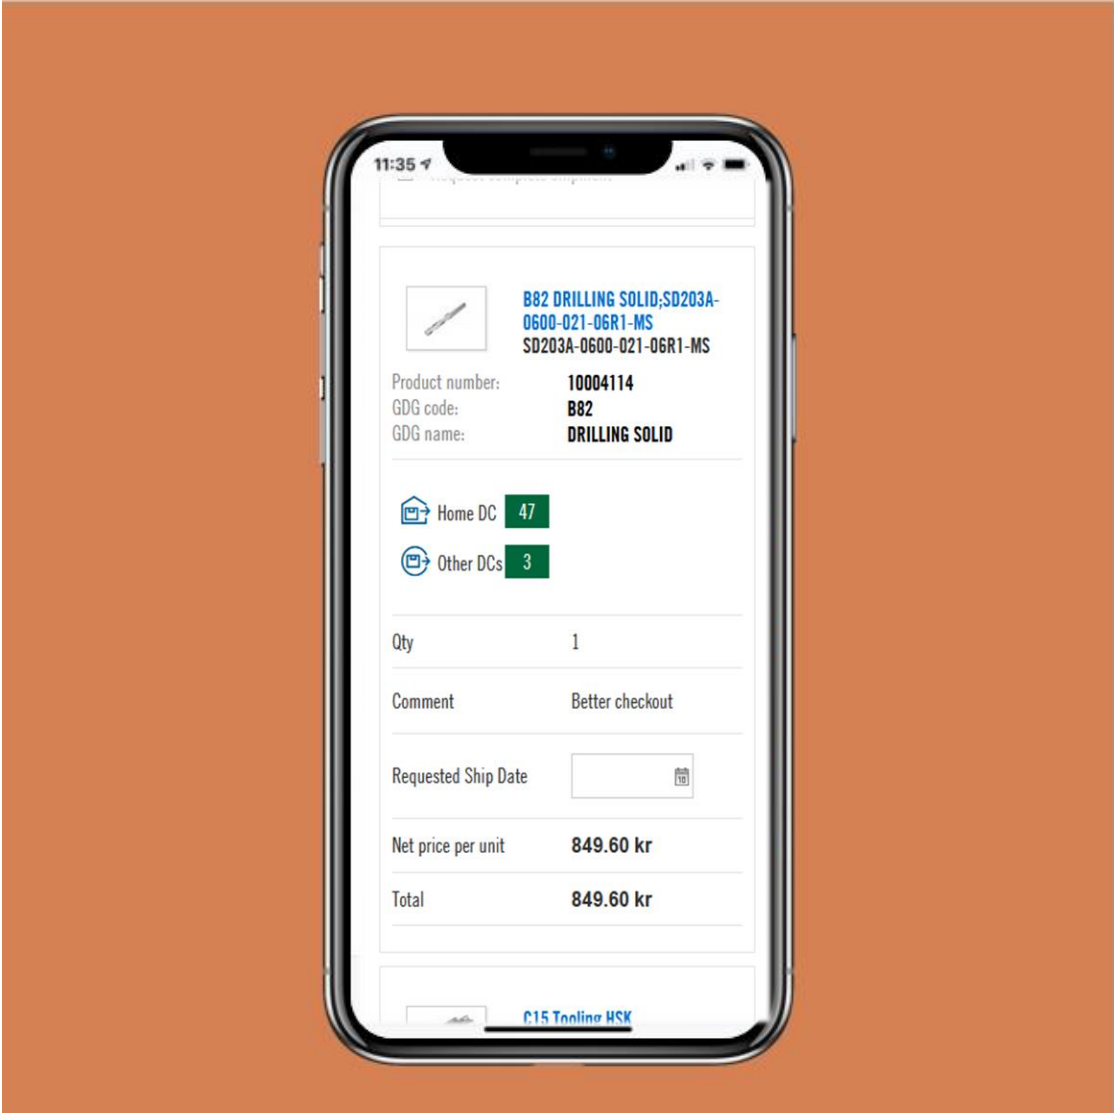 11:35
B82 DRILLING SOLID;SD203A-
0600-021-06R1-MS
SD203A-0600-021-06R1-MS
Product number: 10004114
GDG code: B82
GDG name: DRILLING SOLID
Home DC 47
Other DCs 3
Qty 1
Comment Better checkout
Requested Ship Date
Net price per unit 849.60 kr
Total 849.60 kr
C15 Tooling HSK